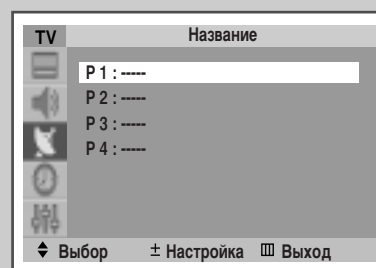 TV Название
P 1 : -----
P 2 : -----
P 3 : -----
P 4 : -----
Выбор ± Настройка Выход